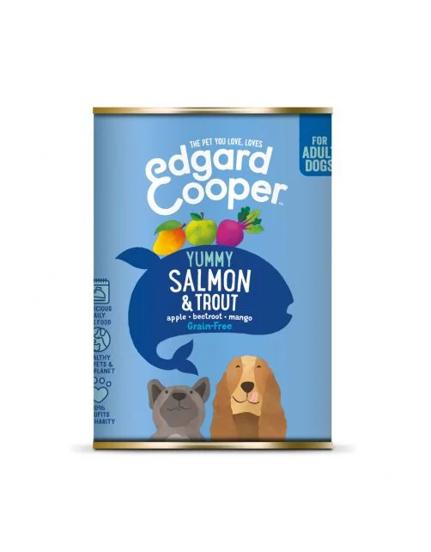 THE PET YOU LOVE, LOVES
edgard
Cooper
FOR
ADULT
DOGS
YUMMY
SALMON
& TROUT
apple • beetroot • mango
Grain-Free